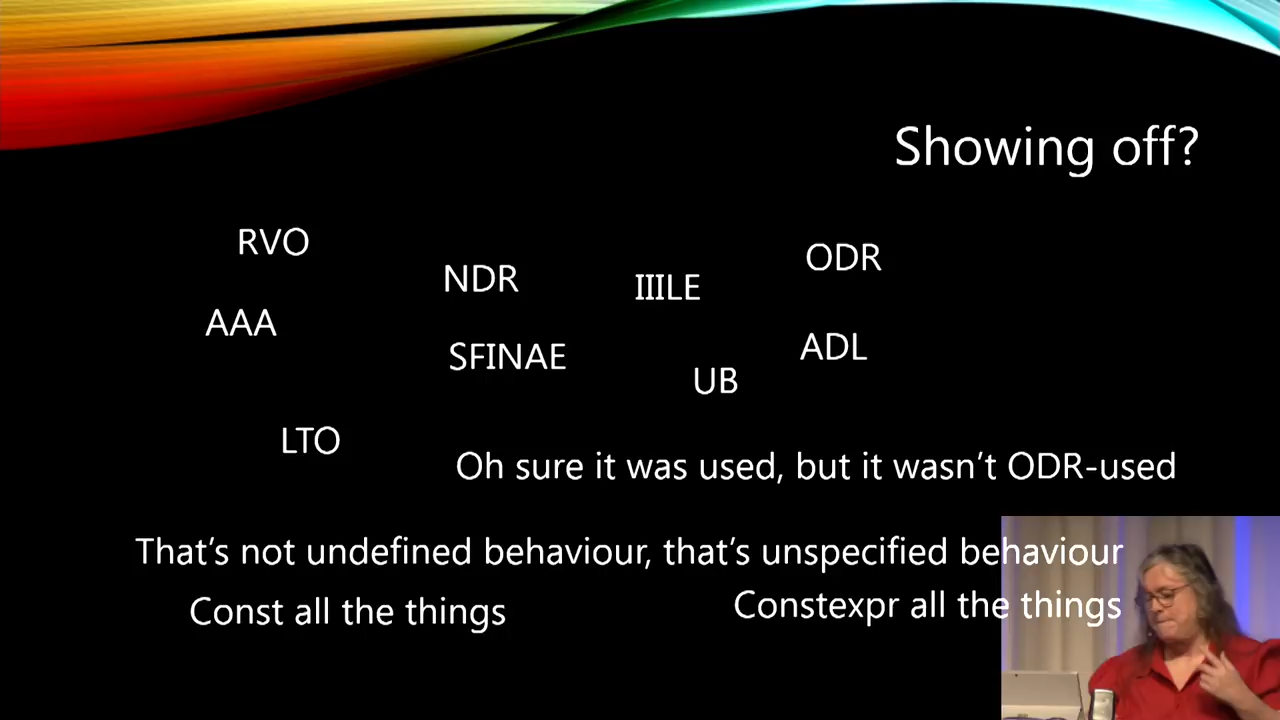 Showing off?
RVO
ODR
NDR
IIILE
AAA
ADL
SFINAE
UB
LTO
Oh sure it was used, but it wasn't ODR-used
That's not undefined behaviour, that's unspecified behaviour
Const all the things
Constexpr all the things